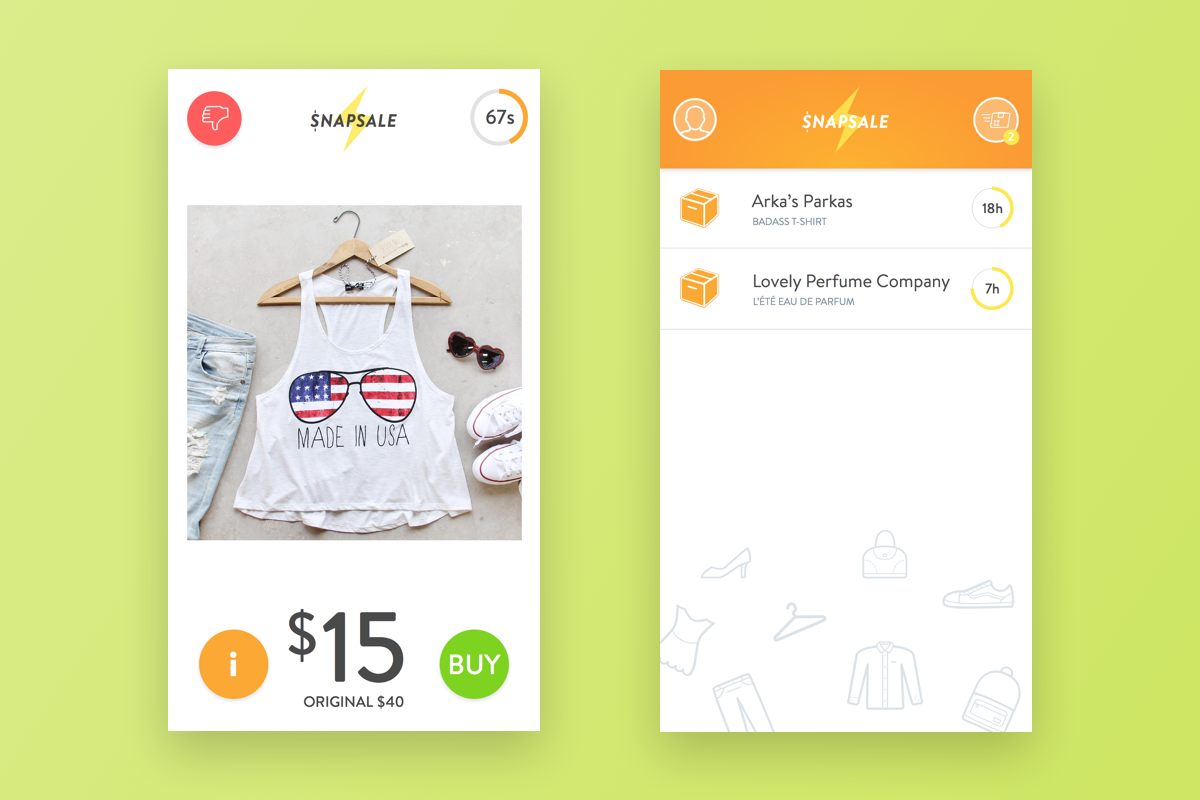 $NAPSALE
67s
MADE IN USA
$15
ORIGINAL $40
i
BUY
$NAPSALE
2
Arka's Parkas
BADASS T-SHIRT
18h
Lovely Perfume Company
L'ÉTÉ EAU DE PARFUM
7h